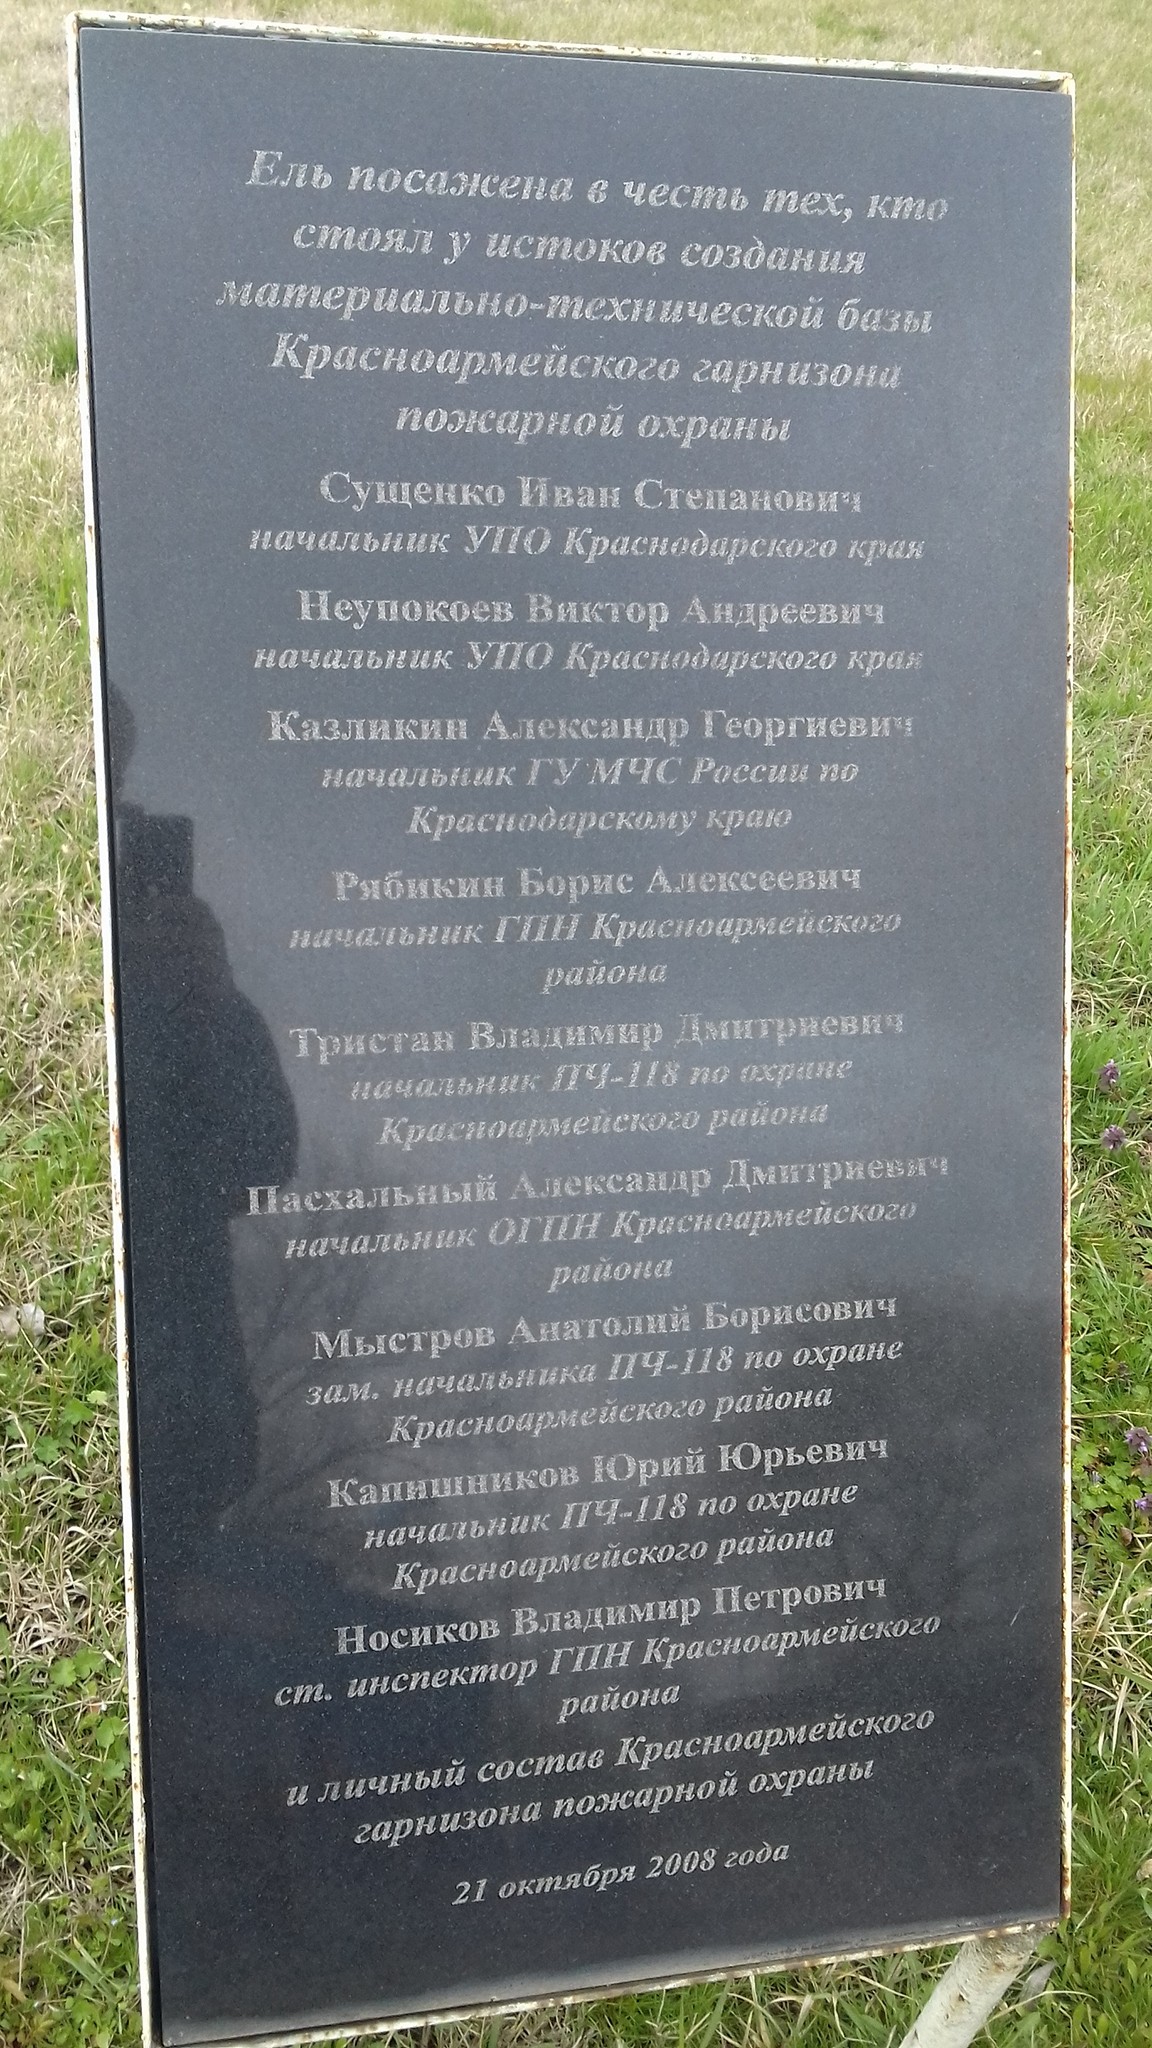 Ель посажена в честь тех, кто
стоял у истоков создания
материально-технической базы
Красноармейского гарнизона
пожарной охраны
Сущенко Иван Степанович
начальник УПО Краснодарского края
Неупокоев Виктор Андреевич
начальник УПО Краснодарского края
Казликин Александр Георгиевич
начальник ГУ МЧС России по
Краснодарскому краю
Рябикин Борис Алексеевич
начальник ГПН Красноармейского
района
Тристан Владимир Дмитриевич
начальник ПЧ-118 по охране
Красноармейского района
Пасхальный Александр Дмитриевич
начальник ОГПН Красноармейского
района
Мыстров Анатолий Борисович
зам. начальника ПЧ-118 по охране
Красноармейского района
Капишников Юрий Юрьевич
начальник ПЧ-118 по охране
Красноармейского района
Носиков Владимир Петрович
ст. инспектор ГПН Красноармейского
района
и личный состав Красноармейского
гарнизона пожарной охраны
21 октября 2008 года